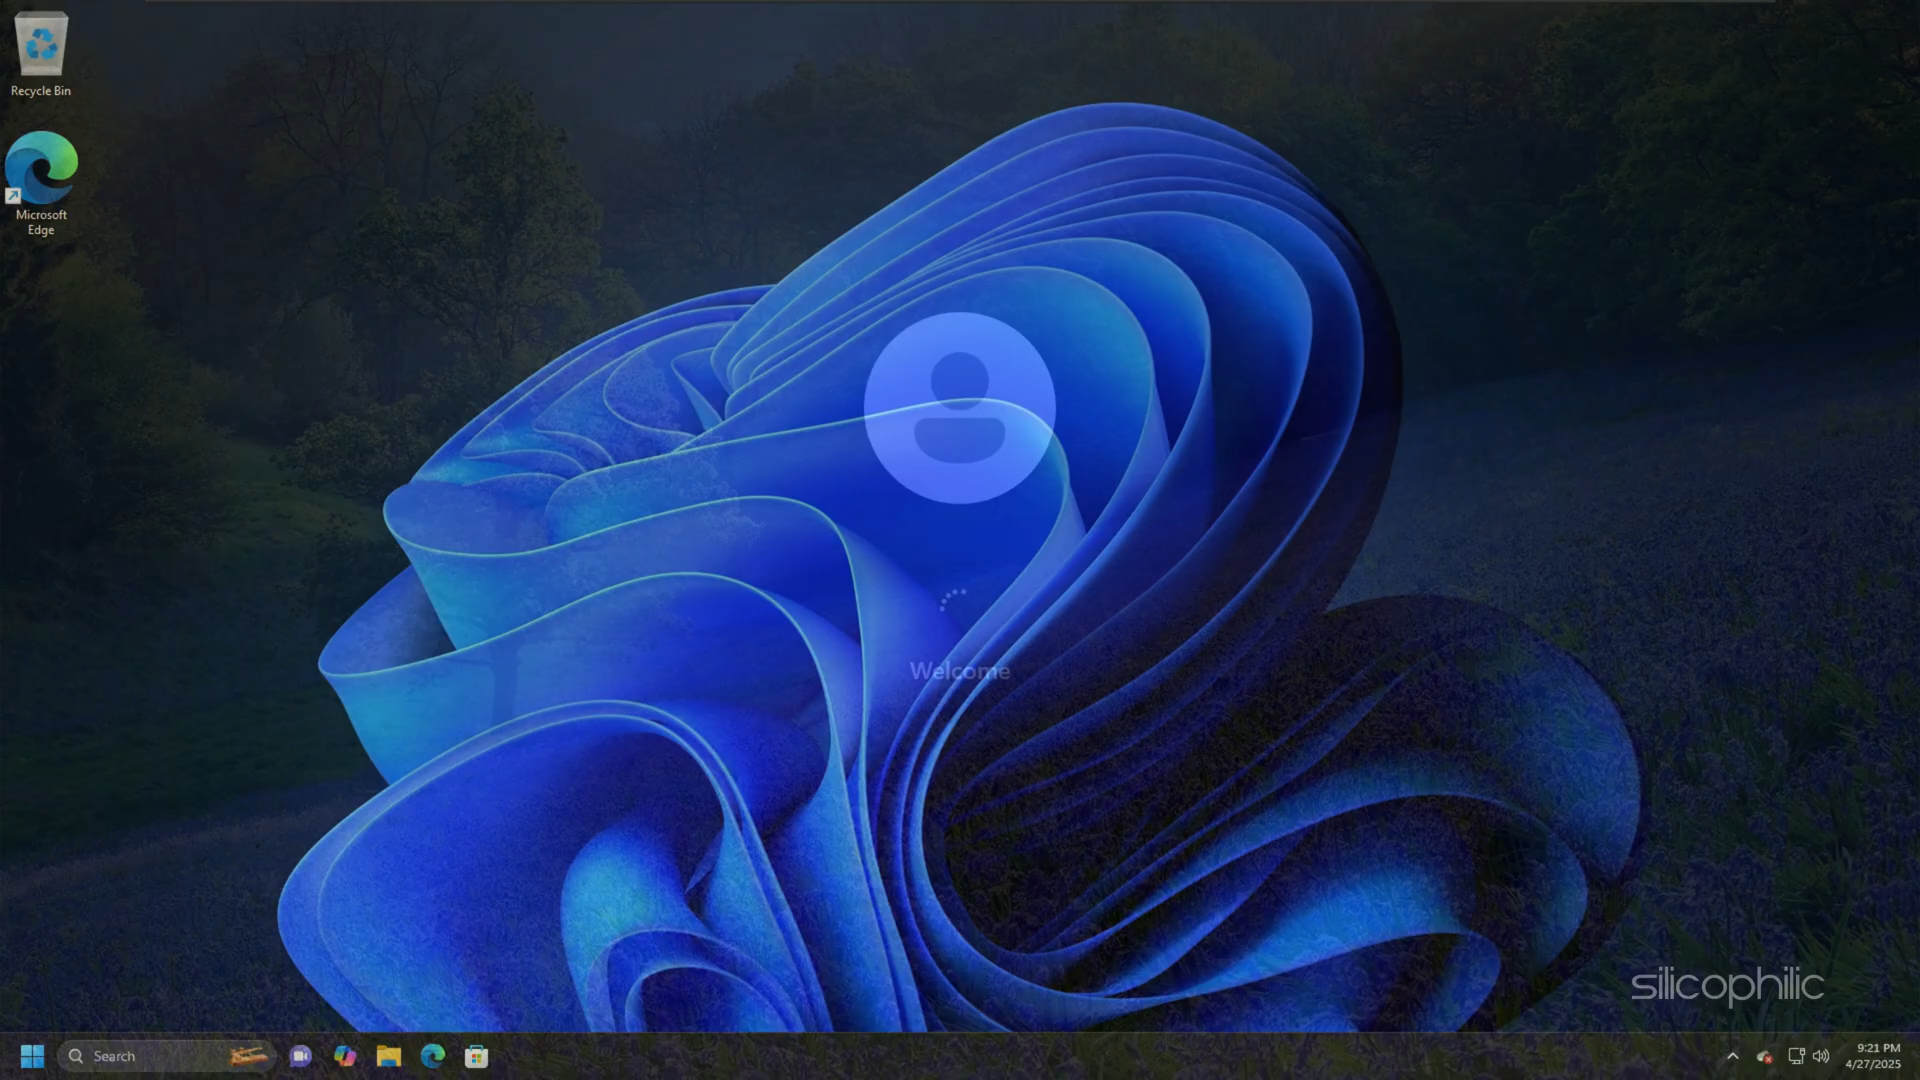 Recycle Bin
Microsoft
Edge
Welcome
silicophilic
Search
9:21 PM
4/27/2025